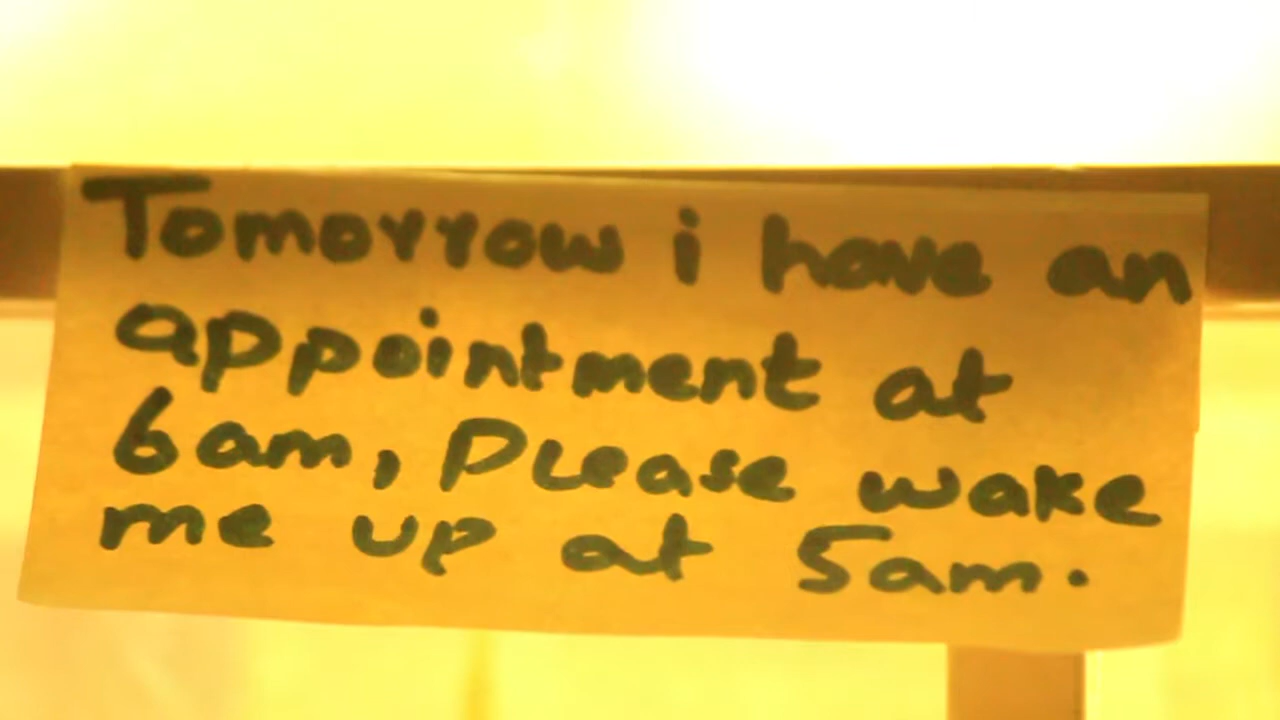 Tomorrow i have an
appointment at
6am, Please wake
me up at 5am.